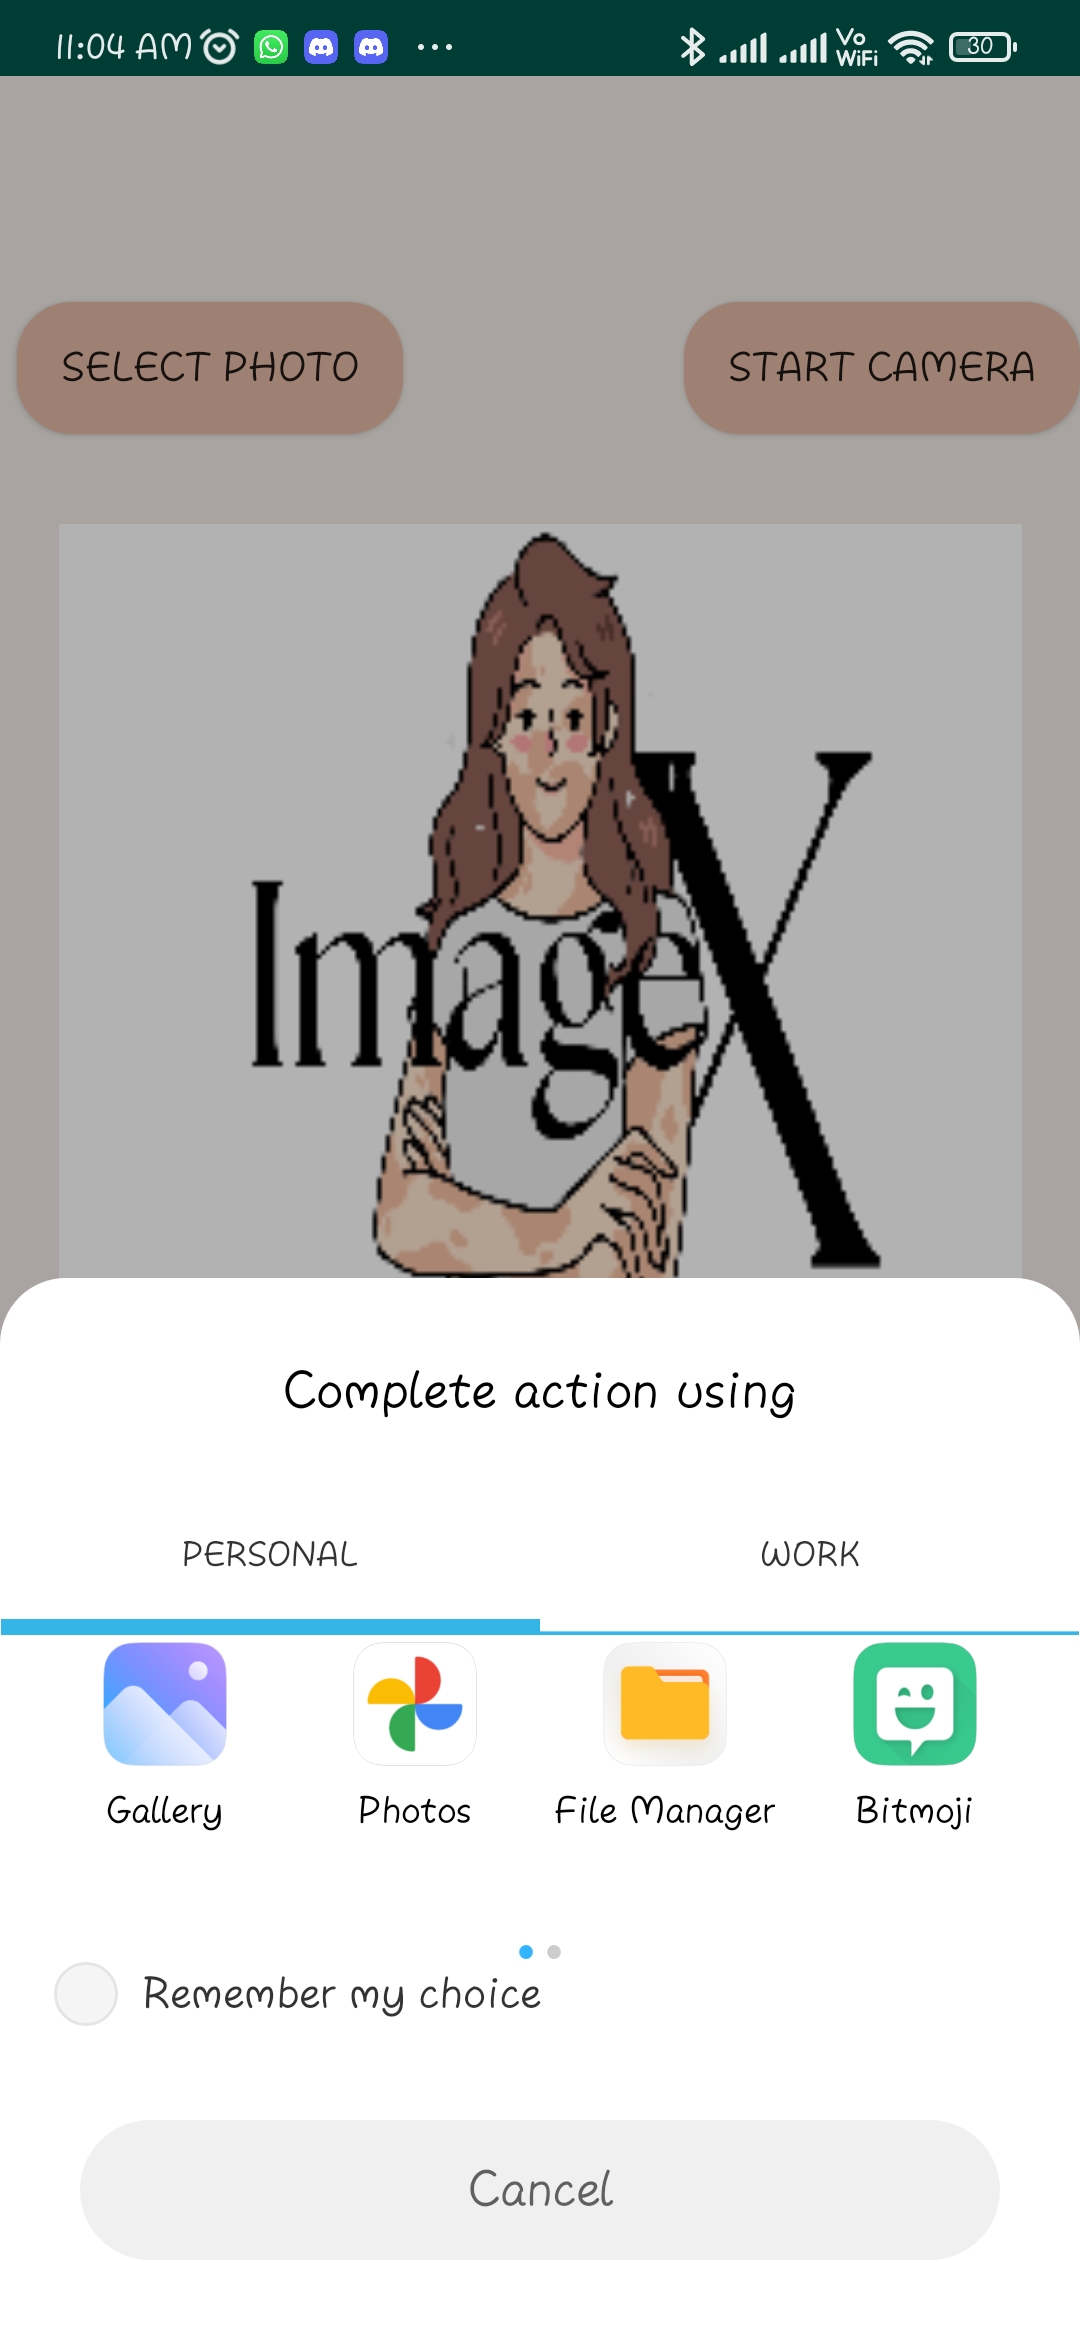 11:04 AM
Vo
WiFi
30
SELECT PHOTO
START CAMERA
ImageX
Complete action using
PERSONAL
WORK
Gallery
Photos
File Manager
Bitmoji
Remember my choice
Cancel